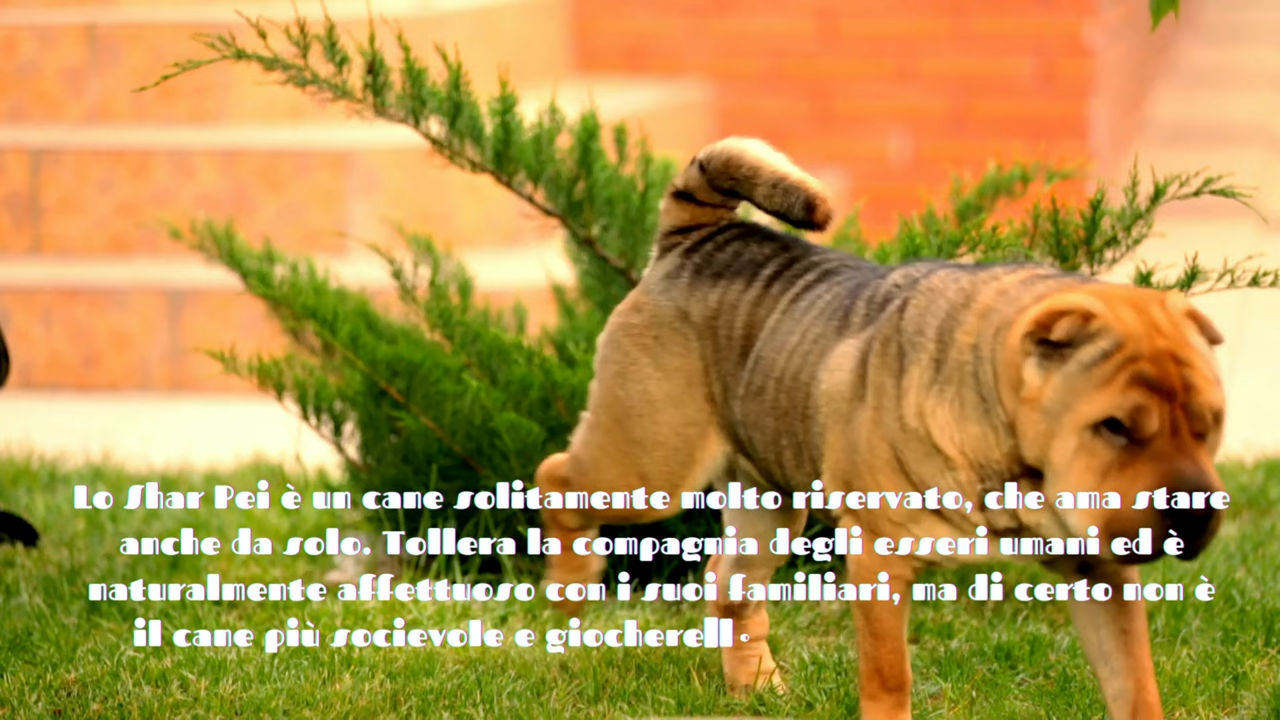 Lo Shar Pei è un cane solitamente molto riservato, che ama stare
anche da solo. Tollera la compagnia degli esseri umani ed è
naturalmente affettuoso con i suoi familiari, ma di certo non è
il cane più socievole e giocherell